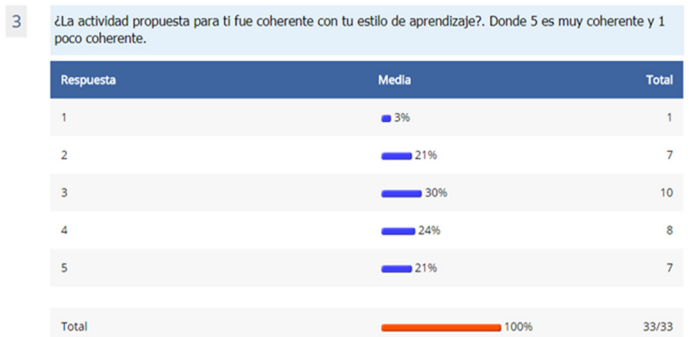 3
¿La actividad propuesta para ti fue coherente con tu estilo de aprendizaje?. Donde 5 es muy coherente y 1
poco coherente.
Respuesta Media Total
1 3% 1
2 21% 7
3 30% 10
4 24% 8
5 21% 7
Total 100% 33/33